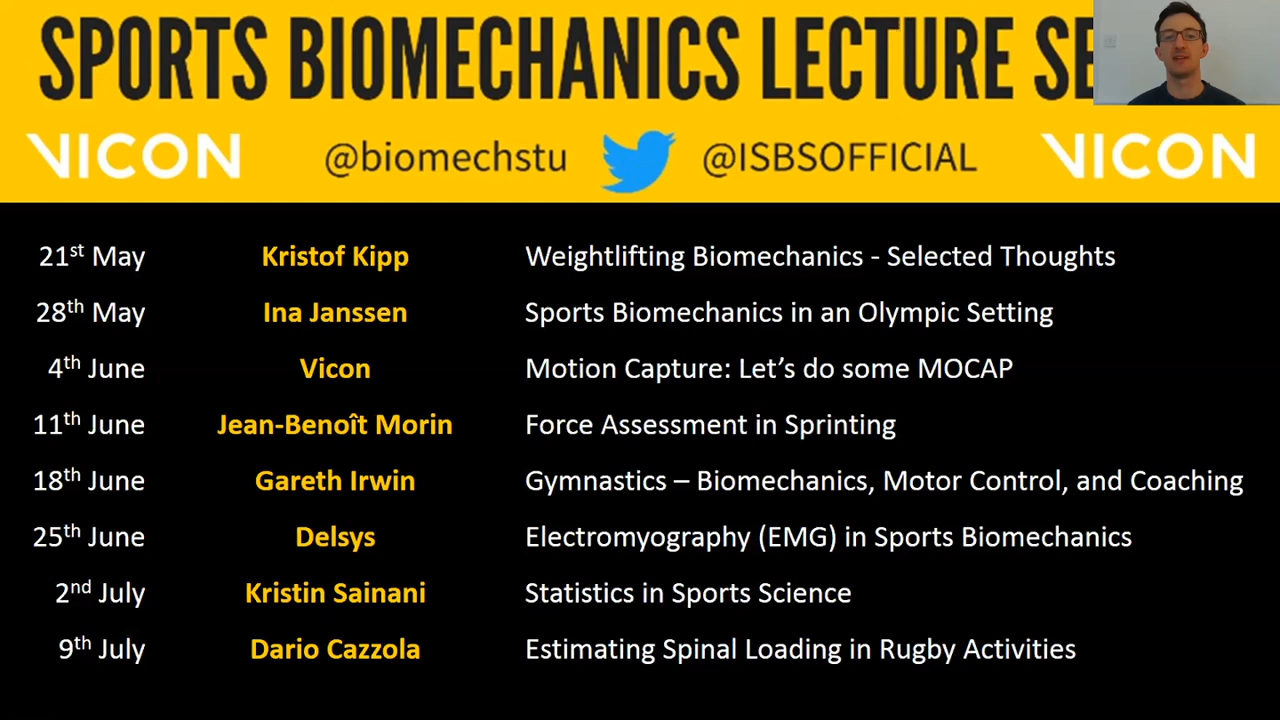 SPORTS BIOMECHANICS LECTURE SE
VICON @biomechstu @ISBSOFFICIAL VICON
21st May Kristof Kipp Weightlifting Biomechanics - Selected Thoughts
28th May Ina Janssen Sports Biomechanics in an Olympic Setting
4th June Vicon Motion Capture: Let’s do some MOCAP
11th June Jean-Benoît Morin Force Assessment in Sprinting
18th June Gareth Irwin Gymnastics – Biomechanics, Motor Control, and Coaching
25th June Delsys Electromyography (EMG) in Sports Biomechanics
2nd July Kristin Sainani Statistics in Sports Science
9th July Dario Cazzola Estimating Spinal Loading in Rugby Activities